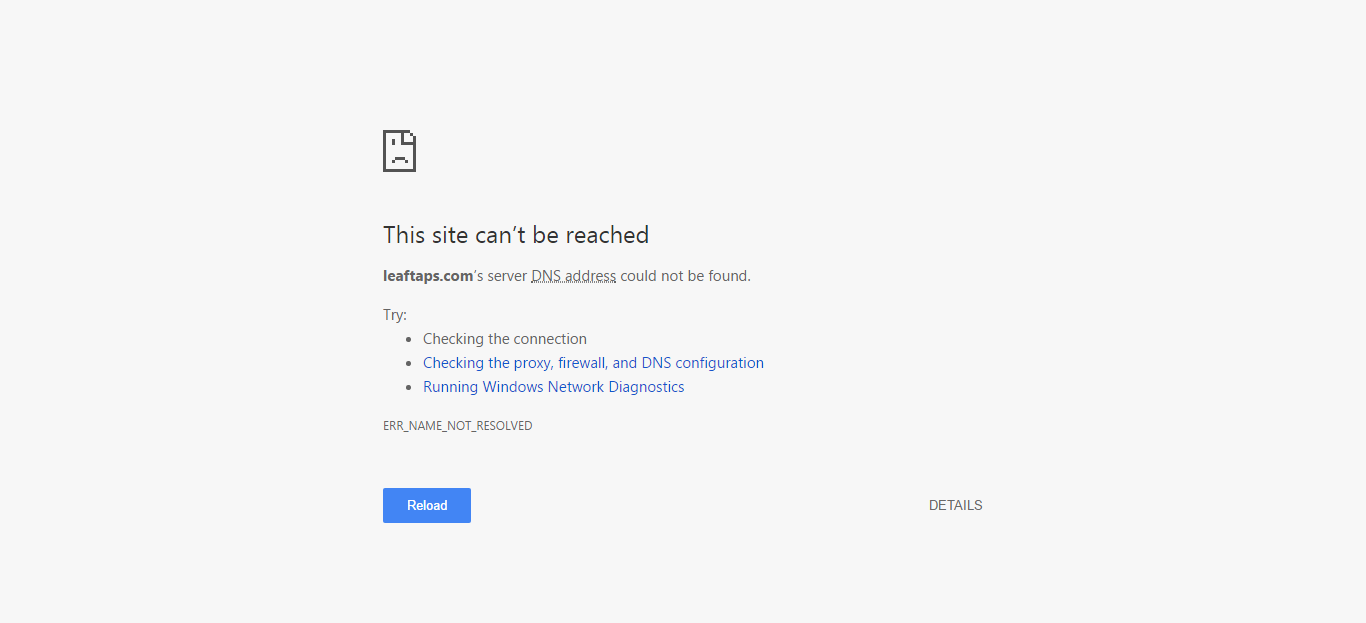 This site can’t be reached
leaftaps.com’s server DNS address could not be found.
Try:
Checking the connection
Checking the proxy, firewall, and DNS configuration
Running Windows Network Diagnostics
ERR_NAME_NOT_RESOLVED
Reload DETAILS